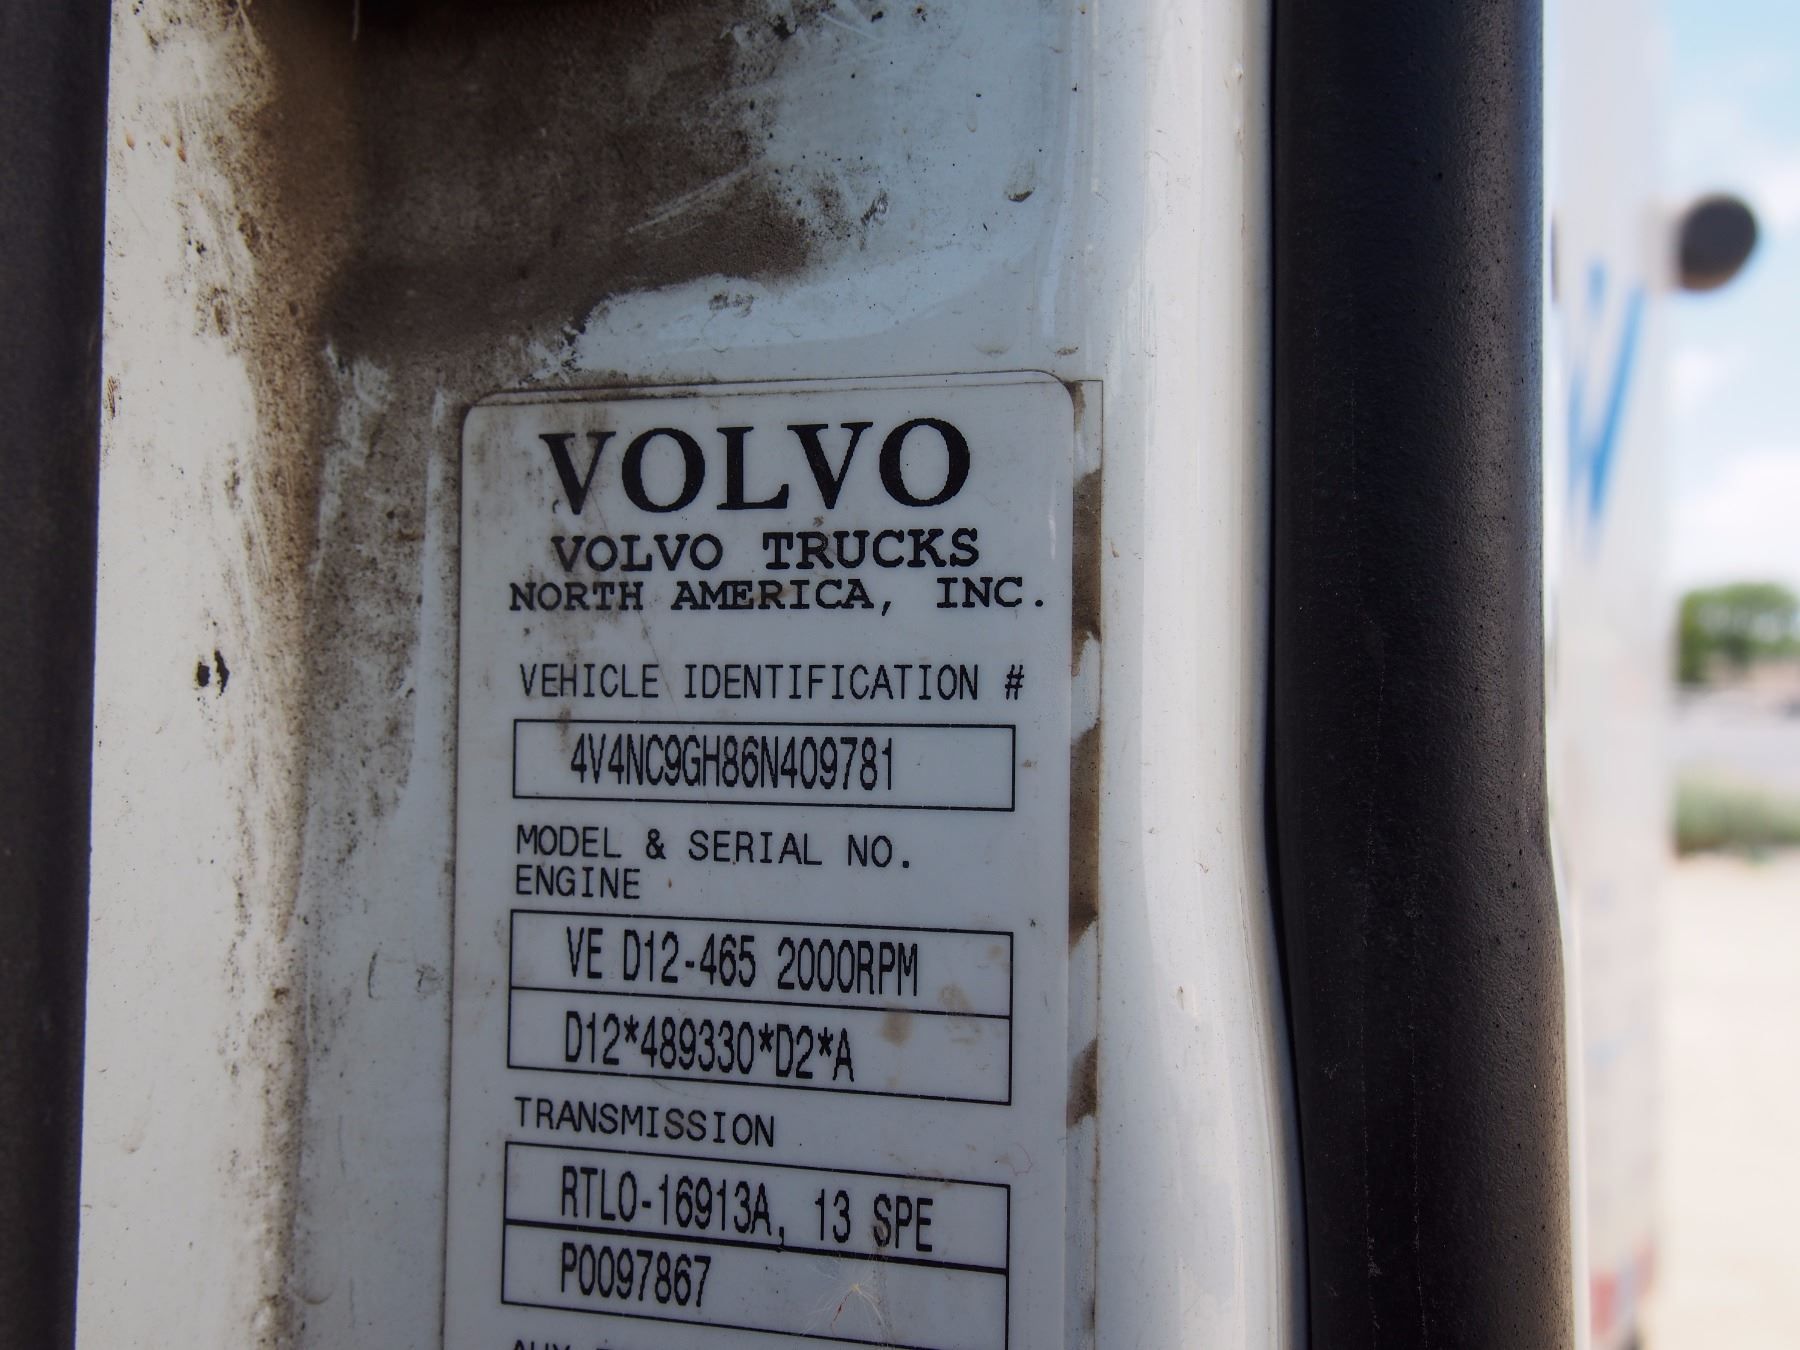 VOLVO
VOLVO TRUCKS
NORTH AMERICA, INC.
VEHICLE IDENTIFICATION #
4V4NC9GH86N409781
MODEL & SERIAL NO.
ENGINE
VE D12-465 2000RPM
D12*489330*D2*A
TRANSMISSION
RTLO-16913A, 13 SPE
P0097867